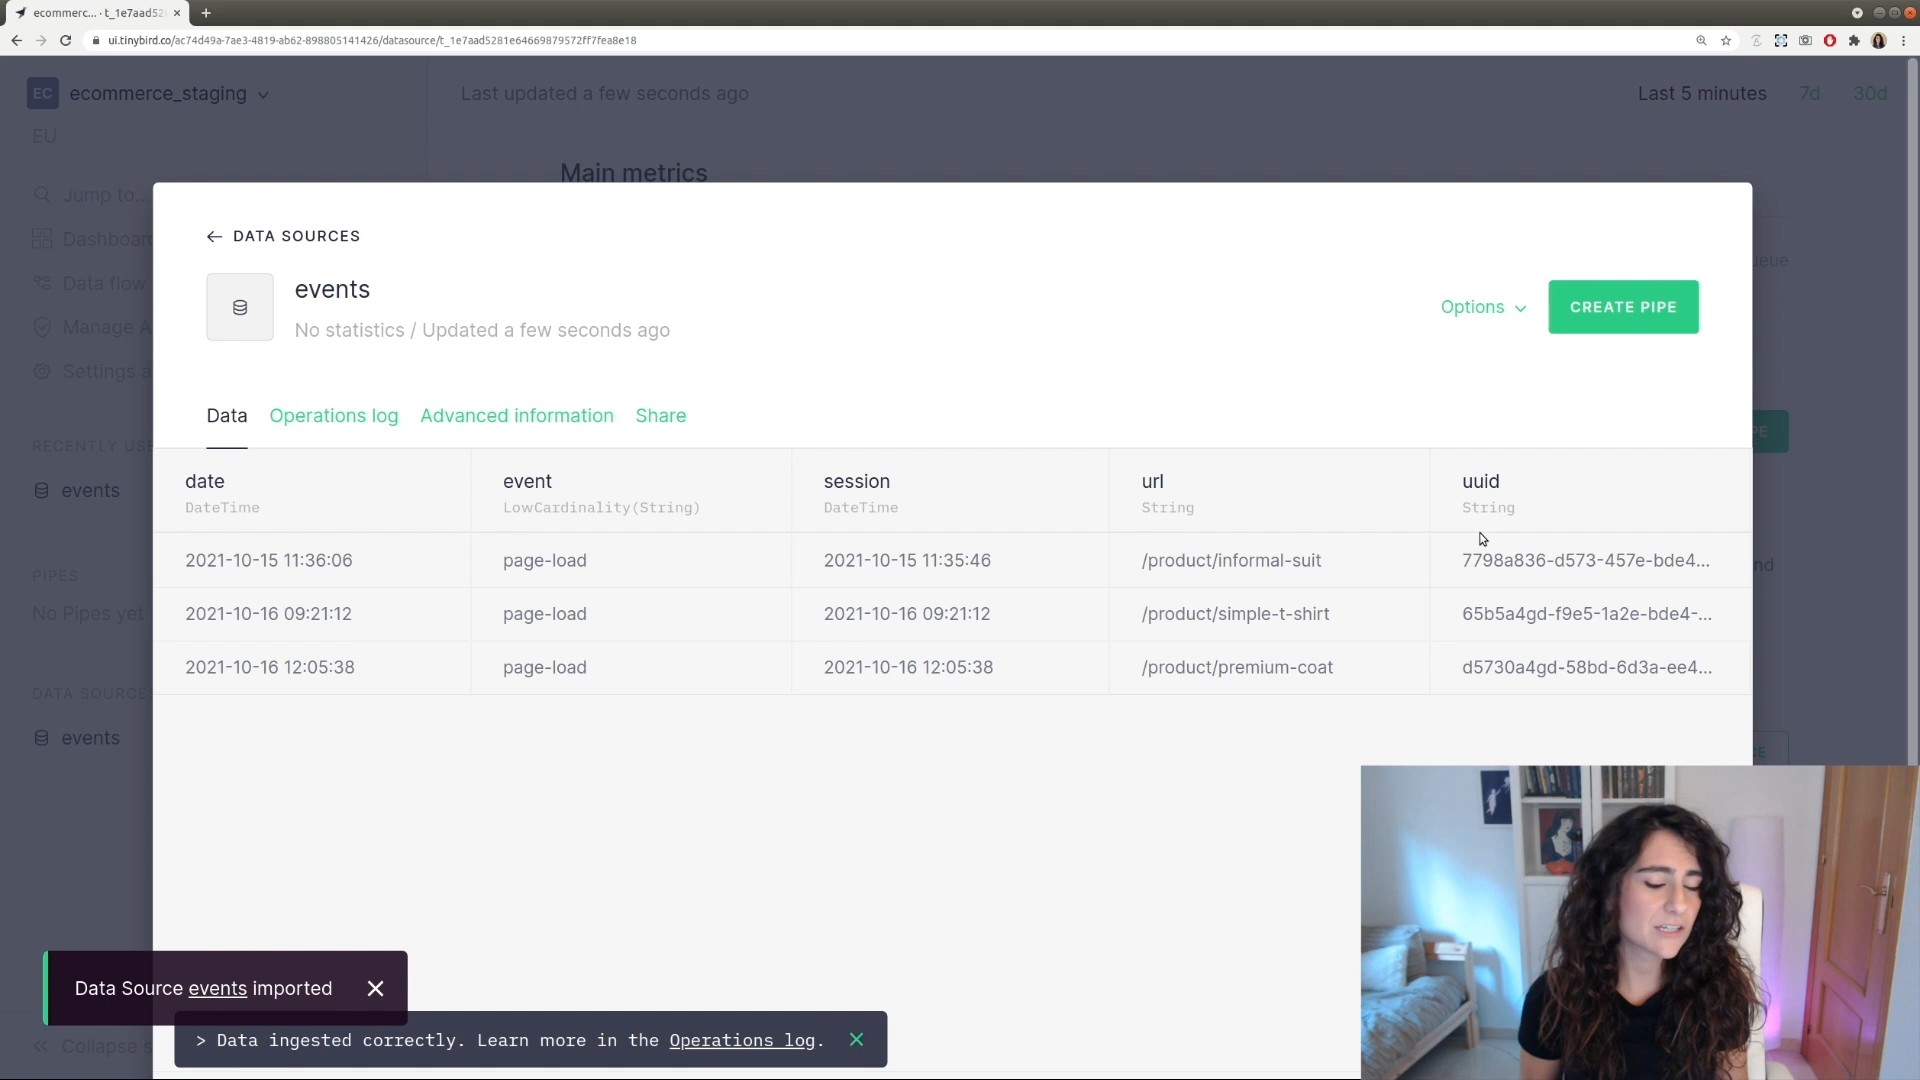 ecommerc... · t_1e7aad52
ui.tinybird.co/ac74d49a-7ae3-4819-ab62-898805141426/datasource/t_1e7aad5281e64669879572ff7fea8e18
EC ecommerce_staging
Last updated a few seconds ago
Last 5 minutes 7d 30d
EU
Main metrics
Jump to...
Dashboar
Data flow
Manage A
Settings a
RECENTLY USE
events
PIPES
No Pipes yet
DATA SOURCES
events
Collapse s
← DATA SOURCES
events
No statistics / Updated a few seconds ago
Options
CREATE PIPE
Data Operations log Advanced information Share
date event session url uuid
DateTime LowCardinality(String) DateTime String String
2021-10-15 11:36:06 page-load 2021-10-15 11:35:46 /product/informal-suit 7798a836-d573-457e-bde4...
2021-10-16 09:21:12 page-load 2021-10-16 09:21:12 /product/simple-t-shirt 65b5a4gd-f9e5-1a2e-bde4-...
2021-10-16 12:05:38 page-load 2021-10-16 12:05:38 /product/premium-coat d5730a4gd-58bd-6d3a-ee4...
Data Source events imported
> Data ingested correctly. Learn more in the Operations log.